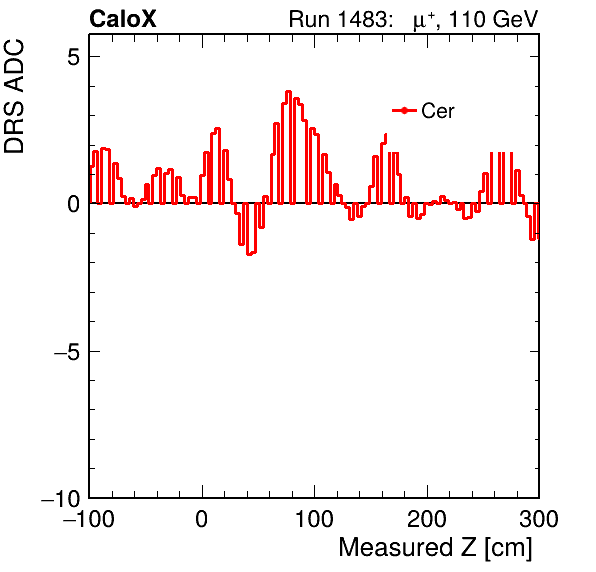 CaloX Run 1483: μ⁺, 110 GeV
DRS ADC
Cer
5
0
−5
−10
−100 0 100 200 300
Measured Z [cm]